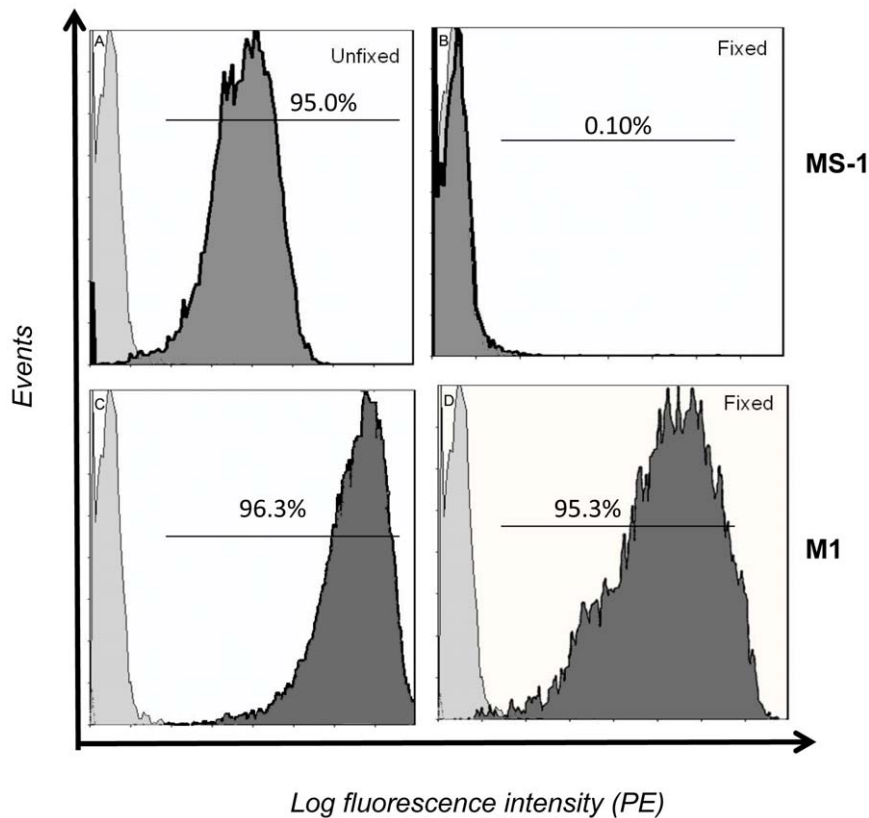 A
Unfixed
95.0%
B
Fixed
0.10%
MS-1
C
96.3%
D
Fixed
95.3%
M1
Events
Log fluorescence intensity (PE)